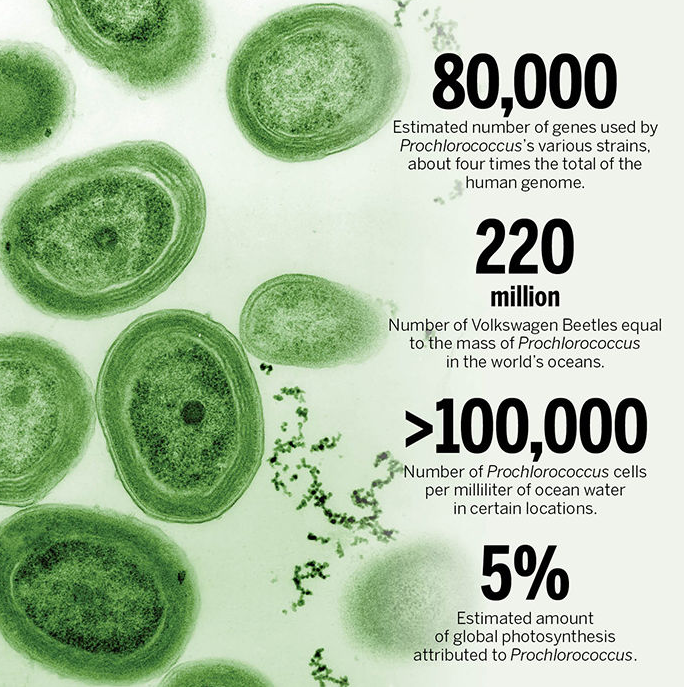 80,000
Estimated number of genes used by
Prochlorococcus’s various strains,
about four times the total of the
human genome.
220
million
Number of Volkswagen Beetles equal
to the mass of Prochlorococcus
in the world’s oceans.
>100,000
Number of Prochlorococcus cells
per milliliter of ocean water
in certain locations.
5%
Estimated amount
of global photosynthesis
attributed to Prochlorococcus.